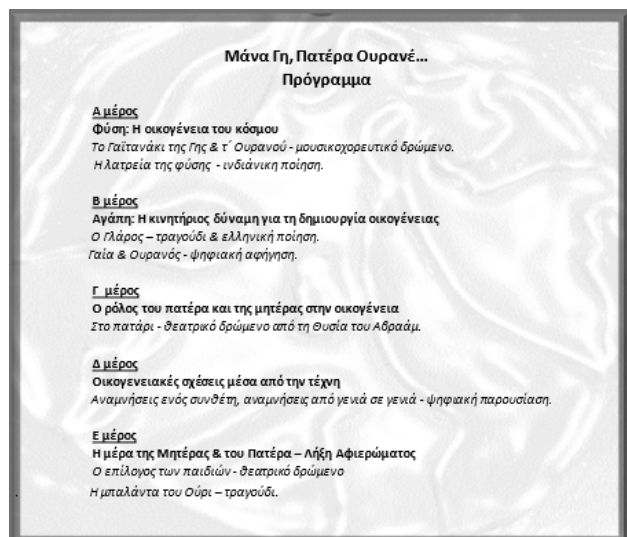 Μάνα Γη, Πατέρα Ουρανέ...
Πρόγραμμα
Α μέρος
Φύση: Η οικογένεια του κόσμου
Το Γαϊτανάκι της Γης & τ΄ Ουρανού - μουσικοχορευτικό δρώμενο.
Η λατρεία της φύσης - ινδιάνικη ποίηση.
Β μέρος
Αγάπη: Η κινητήριος δύναμη για τη δημιουργία οικογένειας
Ο Γλάρος – τραγούδι & ελληνική ποίηση.
Γαία & Ουρανός - ψηφιακή αφήγηση.
Γ μέρος
Ο ρόλος του πατέρα και της μητέρας στην οικογένεια
Στο πατάρι - θεατρικό δρώμενο από τη Θυσία του Αβραάμ.
Δ μέρος
Οικογενειακές σχέσεις μέσα από την τέχνη
Αναμνήσεις ενός συνθέτη, αναμνήσεις από γενιά σε γενιά - ψηφιακή παρουσίαση.
Ε μέρος
Η μέρα της Μητέρας & του Πατέρα – Λήξη Αφιερώματος
Ο επίλογος των παιδιών - θεατρικό δρώμενο
Η μπαλάντα του Ούρι – τραγούδι.